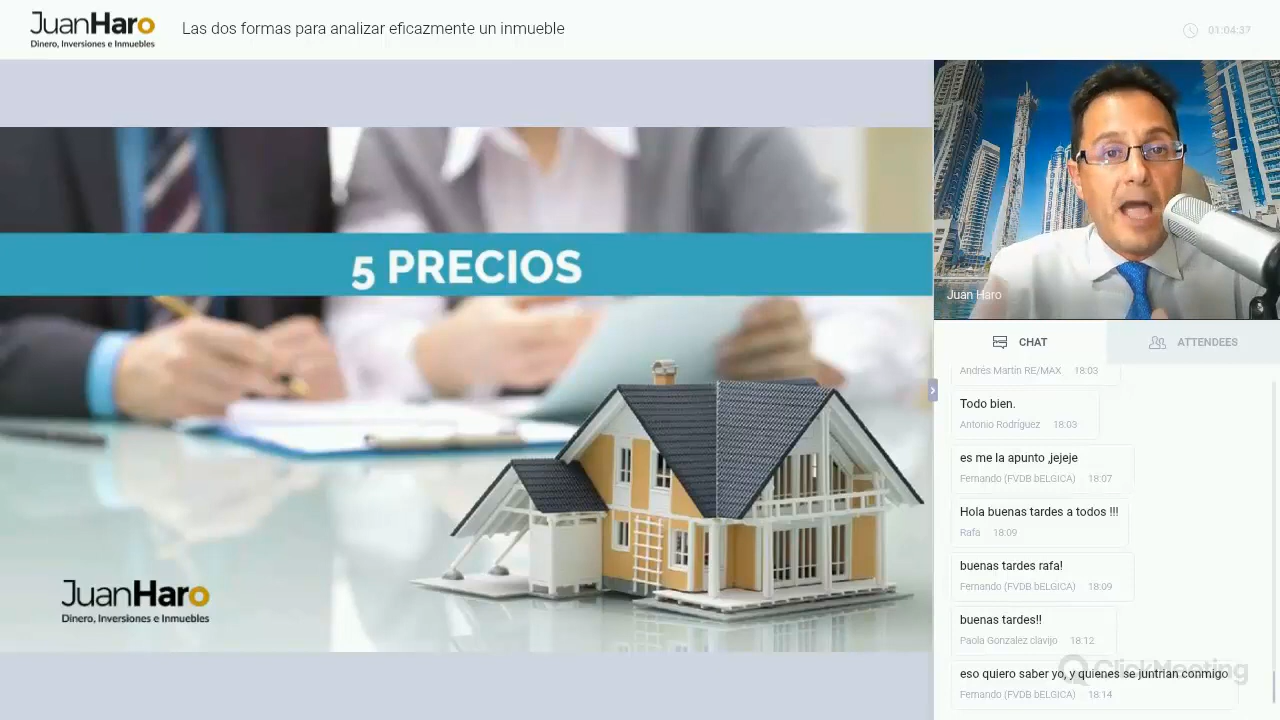 JuanHaro
Dinero, Inversiones e Inmuebles
Las dos formas para analizar eficazmente un inmueble
01:04:37
5 PRECIOS
JuanHaro
Dinero, Inversiones e Inmuebles
Juan Haro
CHAT
ATTENDEES
Andrés Martin RE/MAX 18:03
Todo bien.
Antonio Rodríguez 18:03
es me la apunto ,jejeje
Fernando (FVDB bELGICA) 18:07
Hola buenas tardes a todos !!!
Rafa 18:09
buenas tardes rafa!
Fernando (FVDB bELGICA) 18:09
buenas tardes!!
Paola Gonzalez clavijo 18:12
eso quiero saber yo, y quienes se juntrian conmigo
Fernando (FVDB bELGICA) 18:14
ClickMeeting